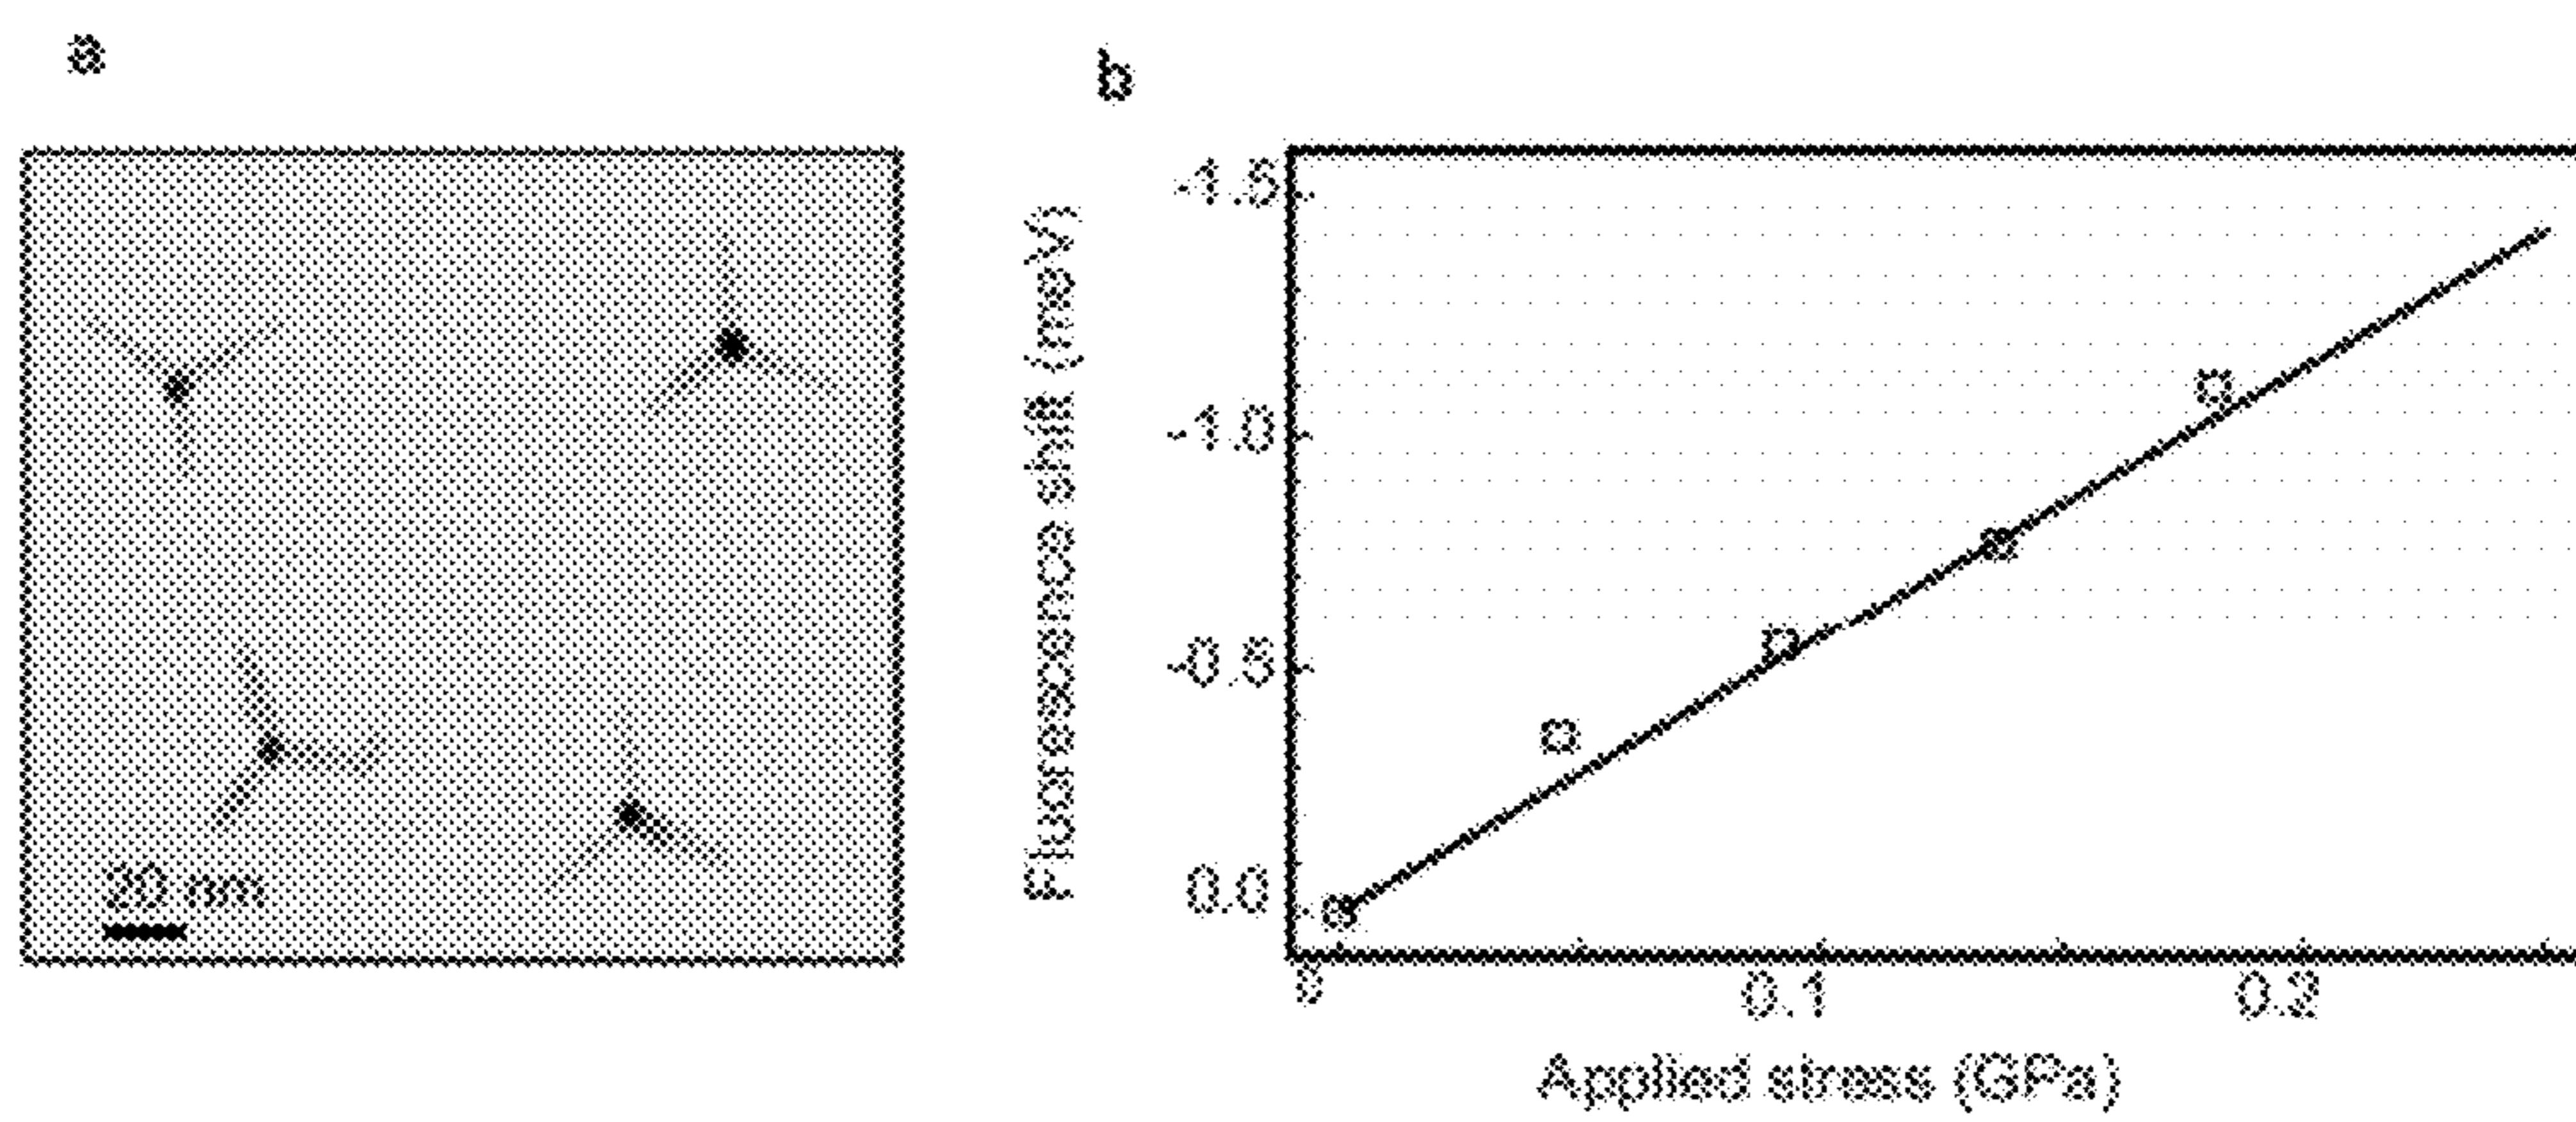 a
20 nm
b
Fluorescence shift (meV)
-1.5
-1.0
-0.5
0.0
0
0.1
0.2
Applied stress (GPa)